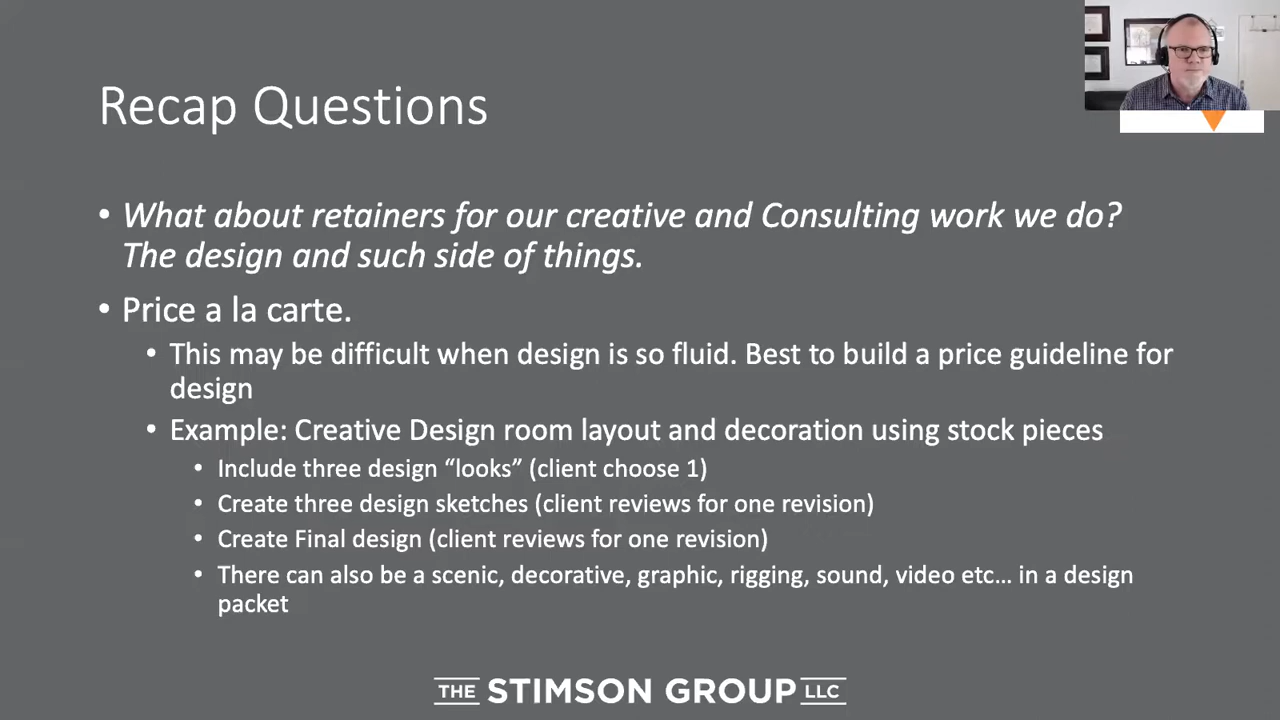 Recap Questions
• What about retainers for our creative and Consulting work we do?
The design and such side of things.
• Price a la carte.
• This may be difficult when design is so fluid. Best to build a price guideline for
design
• Example: Creative Design room layout and decoration using stock pieces
• Include three design “looks” (client choose 1)
• Create three design sketches (client reviews for one revision)
• Create Final design (client reviews for one revision)
• There can also be a scenic, decorative, graphic, rigging, sound, video etc… in a design
packet
THE STIMSON GROUP LLC